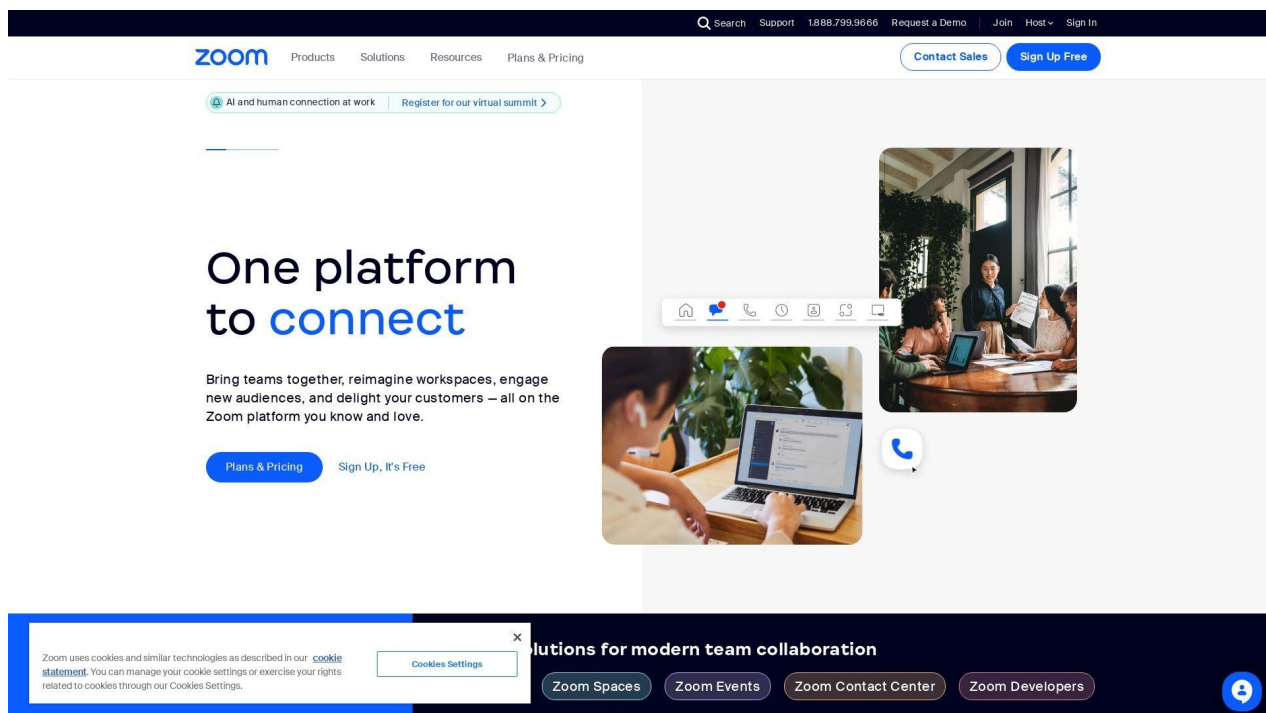 Search Support 1.888.799.9666 Request a Demo Join Host Sign In
zoom Products Solutions Resources Plans & Pricing Contact Sales Sign Up Free
AI and human connection at work Register for our virtual summit
One platform
to connect
Bring teams together, reimagine workspaces, engage
new audiences, and delight your customers — all on the
Zoom platform you know and love.
Plans & Pricing Sign Up, It's Free
lutions for modern team collaboration
Zoom Spaces Zoom Events Zoom Contact Center Zoom Developers
Zoom uses cookies and similar technologies as described in our cookie
statement. You can manage your cookie settings or exercise your rights
related to cookies through our Cookies Settings.
Cookies Settings